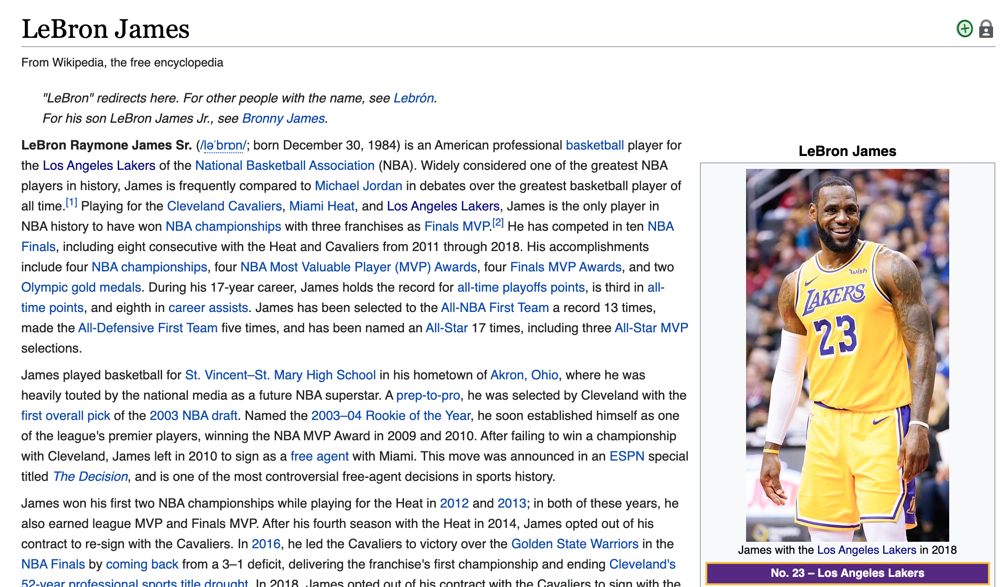 LeBron James
From Wikipedia, the free encyclopedia
"LeBron" redirects here. For other people with the name, see Lebrón.
For his son LeBron James Jr., see Bronny James.
LeBron Raymone James Sr. (/ləˈbrɒn/; born December 30, 1984) is an American professional basketball player for
the Los Angeles Lakers of the National Basketball Association (NBA). Widely considered one of the greatest NBA
players in history, James is frequently compared to Michael Jordan in debates over the greatest basketball player of
all time.[1] Playing for the Cleveland Cavaliers, Miami Heat, and Los Angeles Lakers, James is the only player in
NBA history to have won NBA championships with three franchises as Finals MVP.[2] He has competed in ten NBA
Finals, including eight consecutive with the Heat and Cavaliers from 2011 through 2018. His accomplishments
include four NBA championships, four NBA Most Valuable Player (MVP) Awards, four Finals MVP Awards, and two
Olympic gold medals. During his 17-year career, James holds the record for all-time playoffs points, is third in all-
time points, and eighth in career assists. James has been selected to the All-NBA First Team a record 13 times,
made the All-Defensive First Team five times, and has been named an All-Star 17 times, including three All-Star MVP
selections.
James played basketball for St. Vincent–St. Mary High School in his hometown of Akron, Ohio, where he was
heavily touted by the national media as a future NBA superstar. A prep-to-pro, he was selected by Cleveland with the
first overall pick of the 2003 NBA draft. Named the 2003–04 Rookie of the Year, he soon established himself as one
of the league's premier players, winning the NBA MVP Award in 2009 and 2010. After failing to win a championship
with Cleveland, James left in 2010 to sign as a free agent with Miami. This move was announced in an ESPN special
titled The Decision, and is one of the most controversial free-agent decisions in sports history.
James won his first two NBA championships while playing for the Heat in 2012 and 2013; in both of these years, he
also earned league MVP and Finals MVP. After his fourth season with the Heat in 2014, James opted out of his
contract to re-sign with the Cavaliers. In 2016, he led the Cavaliers to victory over the Golden State Warriors in the
NBA Finals by coming back from a 3–1 deficit, delivering the franchise's first championship and ending Cleveland's
52-year professional sports title drought. In 2018, James opted out of his contract with the Cavaliers to sign with the
LeBron James
wish
LAKERS
23
James with the Los Angeles Lakers in 2018
No. 23 – Los Angeles Lakers